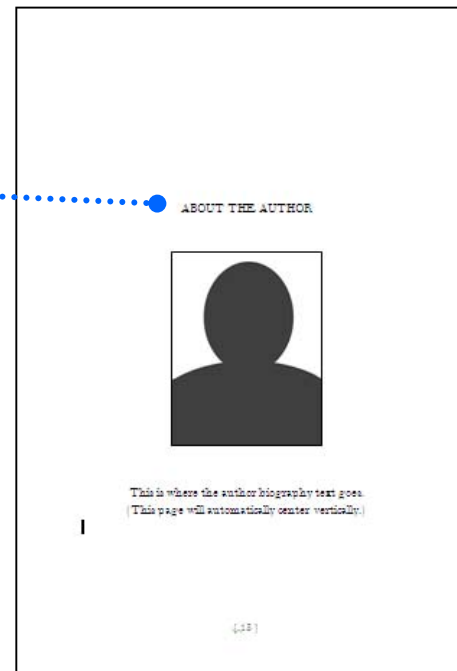 ABOUT THE AUTHOR
This is where the author biography text goes.
(This page will automatically center vertically.)